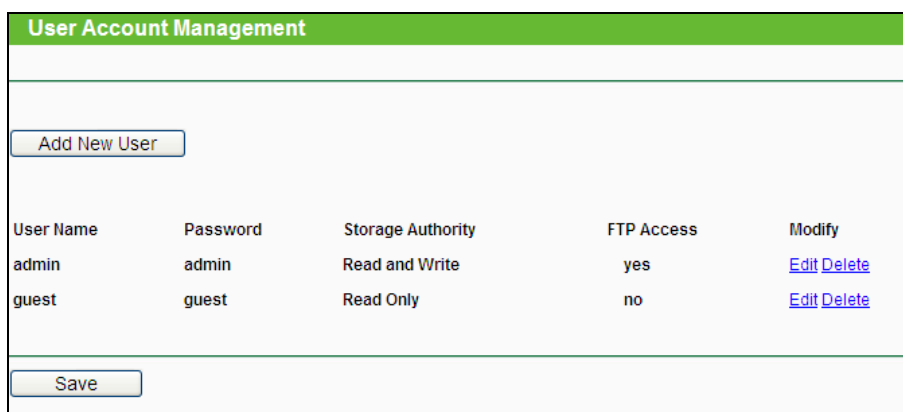 User Account Management
Add New User
User Name Password Storage Authority FTP Access Modify
admin admin Read and Write yes Edit Delete
guest guest Read Only no Edit Delete
Save